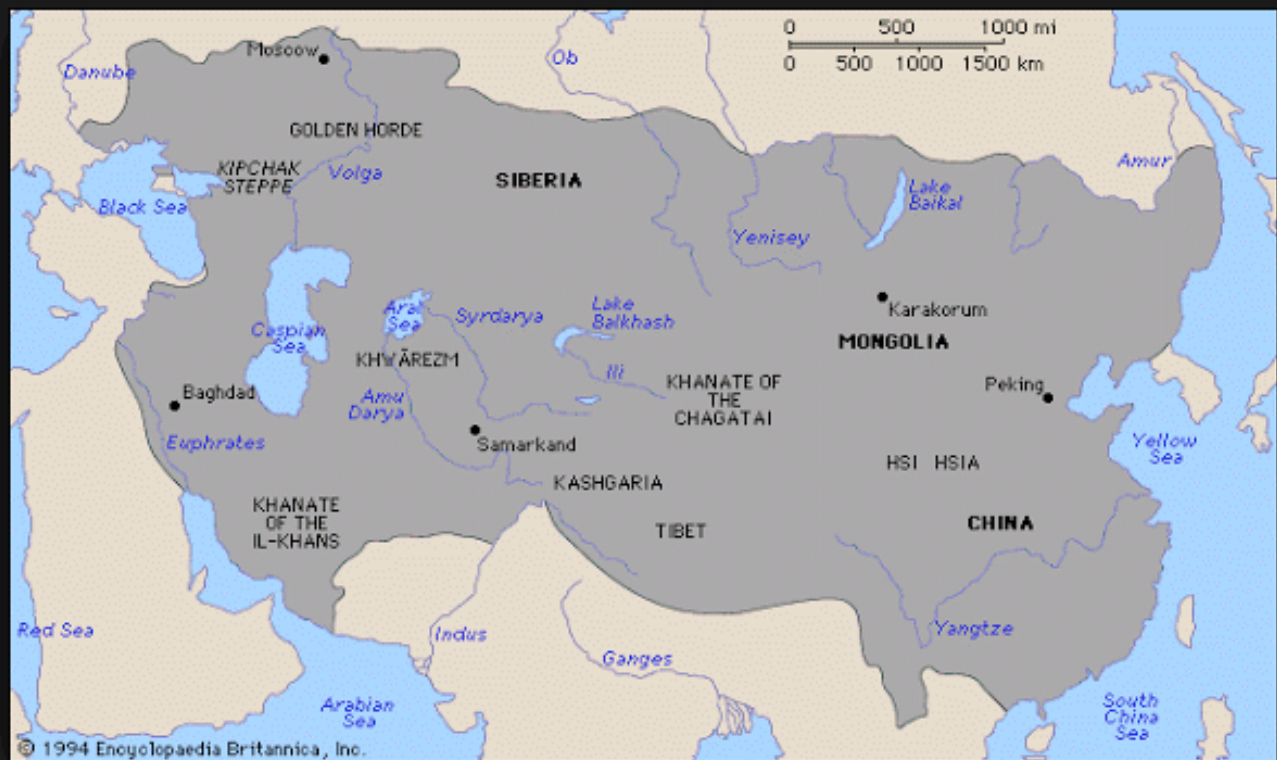 0 500 1000 mi
0 500 1000 1500 km
Moscow
Danube
Ob
GOLDEN HORDE
KIPCHAK
STEPPE
Volga
SIBERIA
Amur
Black Sea
Lake
Baikal
Yenisey
Aral
Sea
Syrdarya
Lake
Balkhash
Karakorum
Caspian
Sea
MONGOLIA
KHWĀREZM
Ili
KHANATE OF
THE
CHAGATAI
Peking
Baghdad
Amu
Darya
Euphrates
Samarkand
Yellow
Sea
HSI HSIA
KASHGARIA
KHANATE
OF THE
IL-KHANS
TIBET
CHINA
Red Sea
Indus
Yangtze
Ganges
Arabian
Sea
South
China
Sea
© 1994 Encyclopaedia Britannica, Inc.